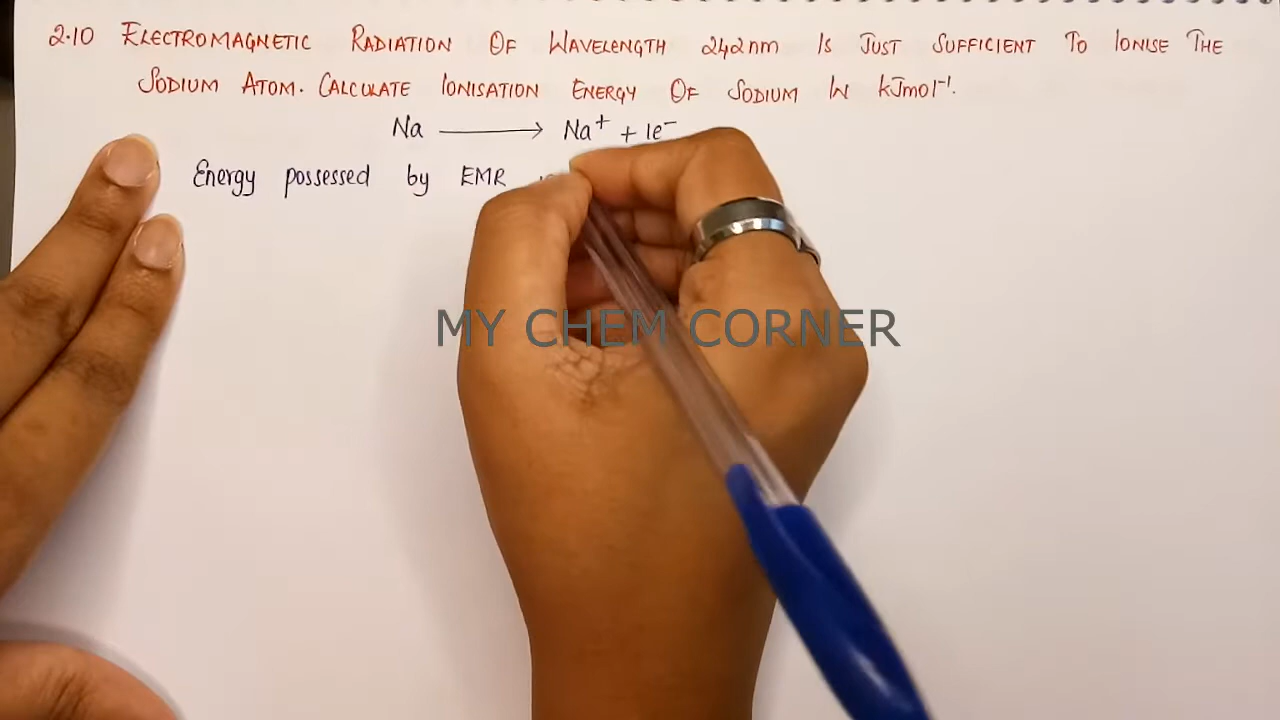 2.10 ELECTROMAGNETIC RADIATION OF WAVELENGTH 242nm IS JUST SUFFICIENT TO IONISE THE
SODIUM ATOM. CALCULATE IONISATION ENERGY OF SODIUM IN kJmol⁻¹.
Na ⟶ Na⁺ + 1e⁻
Energy possessed by EMR
MY CHEM CORNER